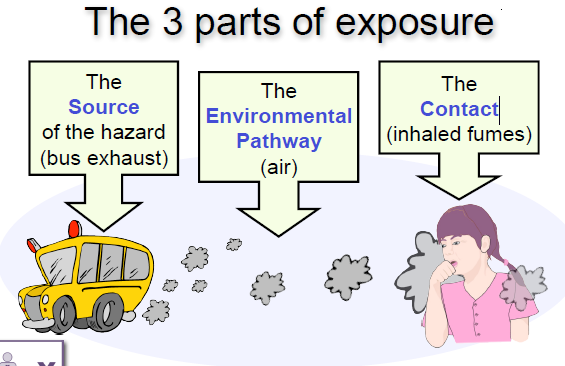 The 3 parts of exposure
The
Source
of the hazard
(bus exhaust)
The
Environmental
Pathway
(air)
The
Contact
(inhaled fumes)